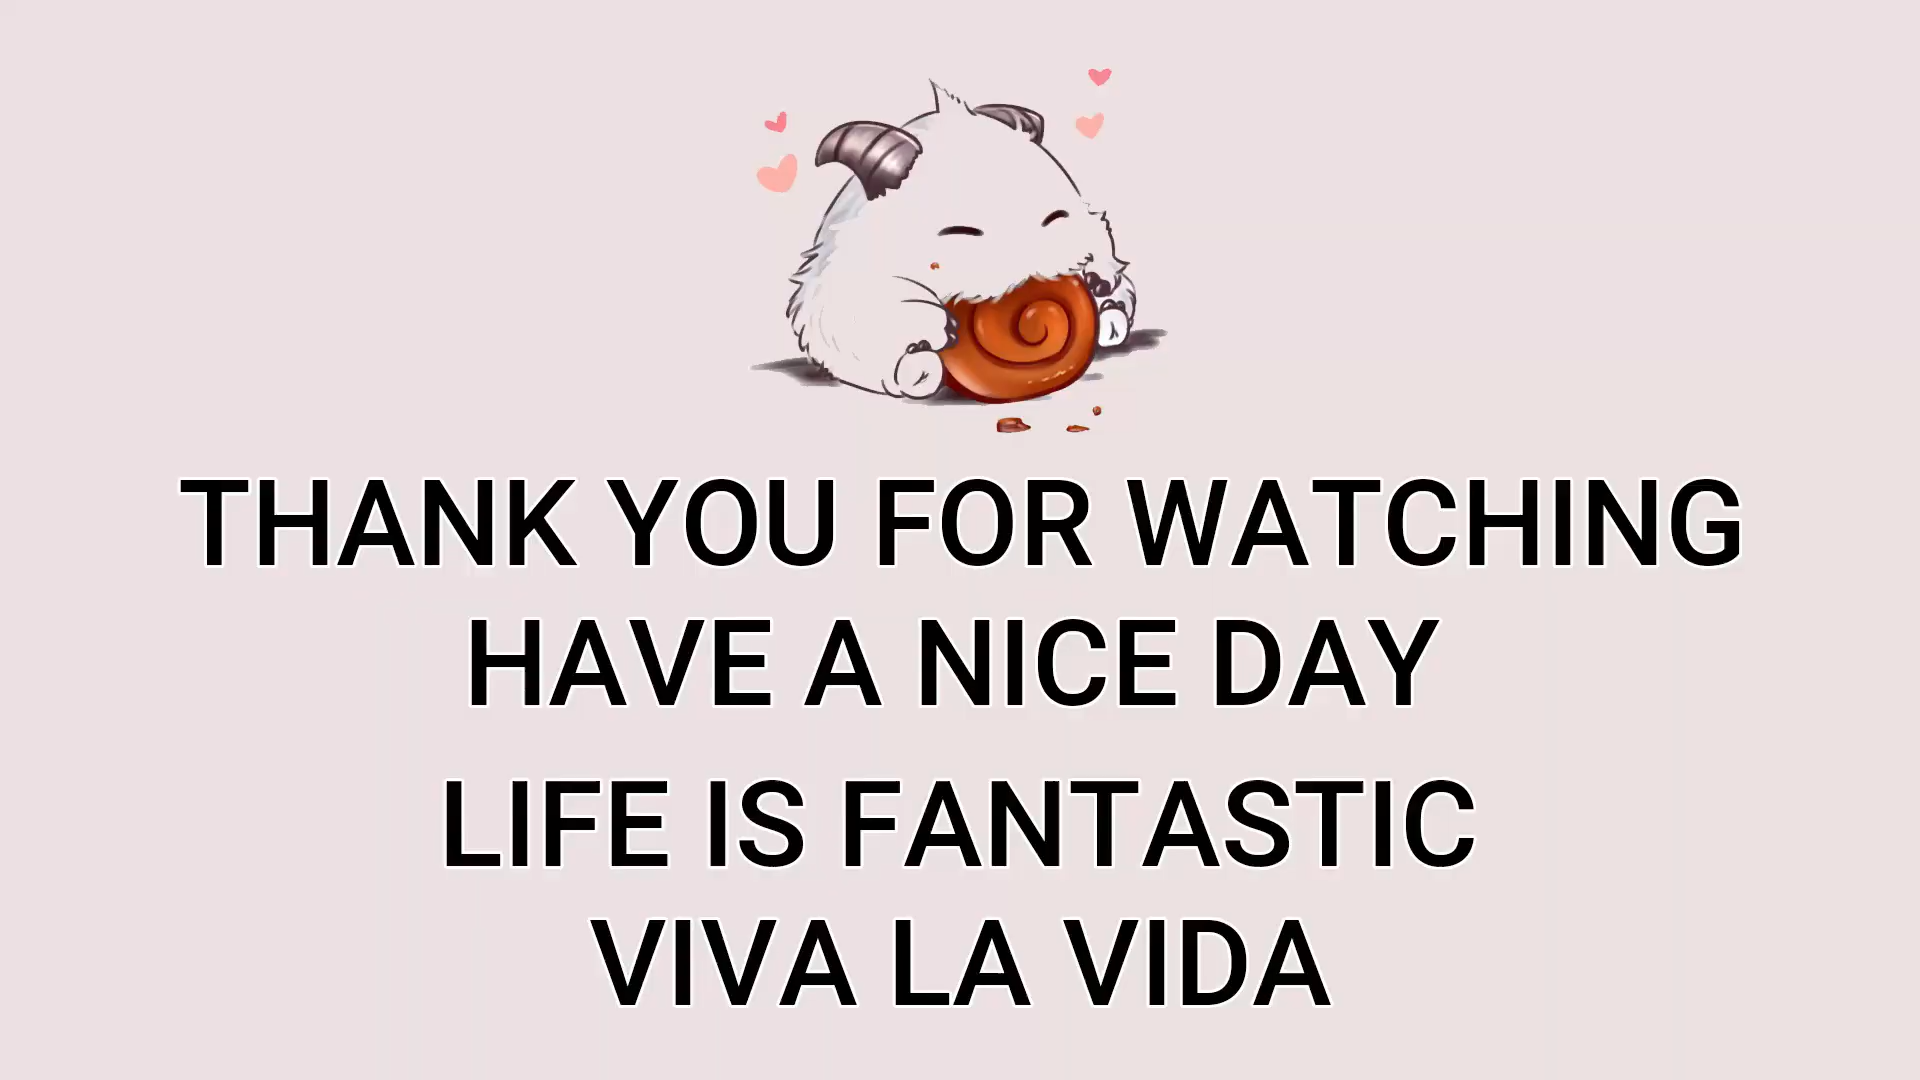 THANK YOU FOR WATCHING
HAVE A NICE DAY
LIFE IS FANTASTIC
VIVA LA VIDA